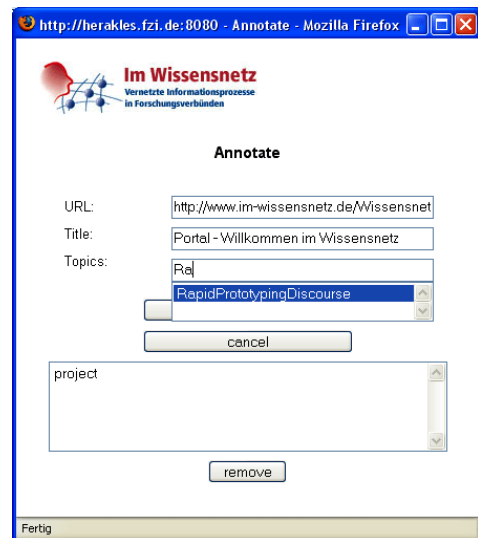 http://herakles.fzi.de:8080 - Annotate - Mozilla Firefox
Im Wissensnetz
Vernetzte Informationsprozesse
in Forschungsverbünden
Annotate
URL: http://www.im-wissensnetz.de/Wissensnet
Title: Portal - Willkommen im Wissensnetz
Topics: Ra
RapidPrototypingDiscourse
cancel
project
remove
Fertig